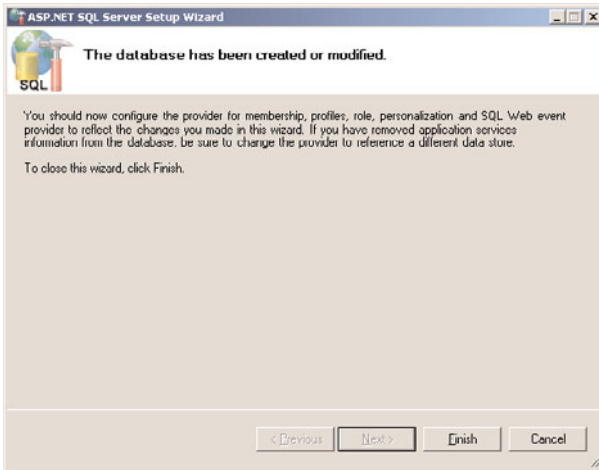 ASP.NET SQL Server Setup Wizard
The database has been created or modified.
SQL
You should now configure the provider for membership, profiles, role, personalization and SQL Web event
provider to reflect the changes you made in this wizard. If you have removed application services
information from the database, be sure to change the provider to reference a different data store.
To close this wizard, click Finish.
< Previous
Next >
Finish
Cancel